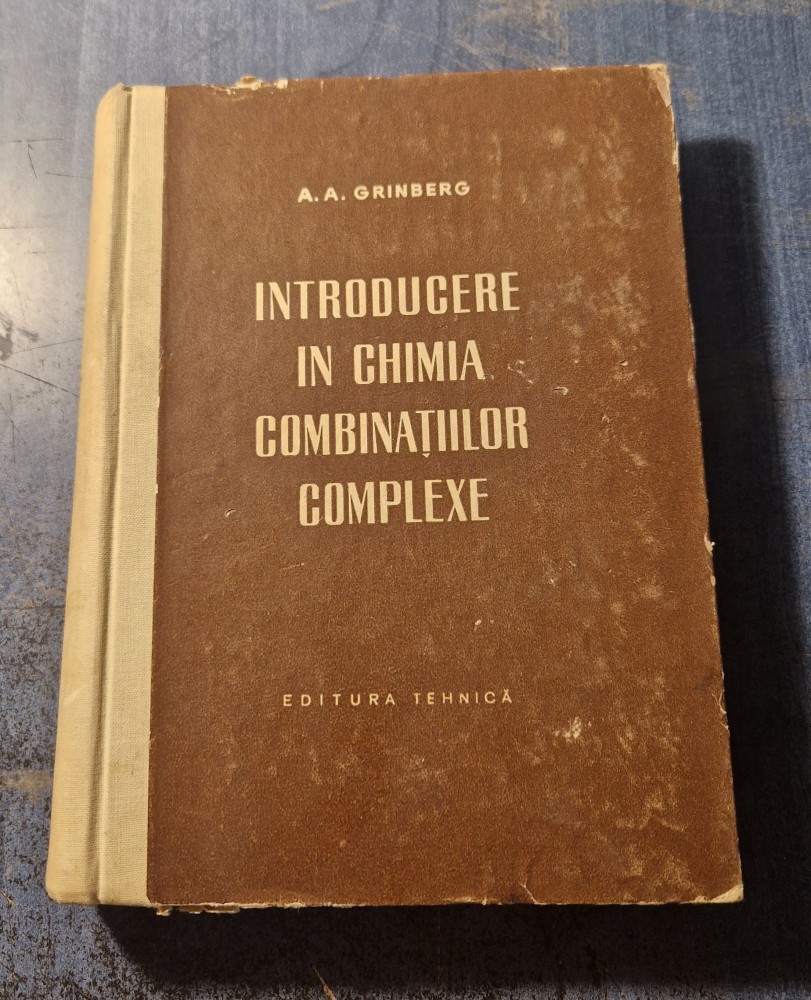 A. A. GRINBERG
INTRODUCERE
IN CHIMIA
COMBINAȚIILOR
COMPLEXE
EDITURA TEHNICĂ